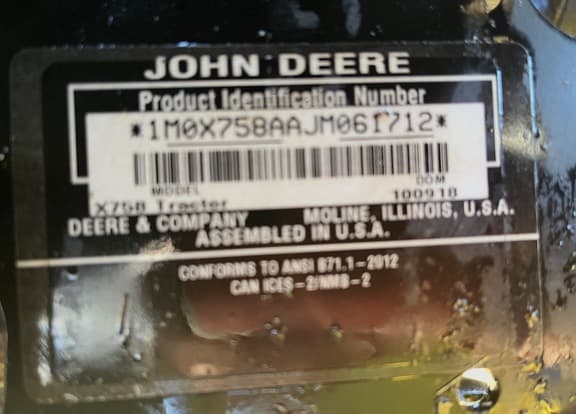 JOHN DEERE
Product Identification Number
*1M0X758AAJM061712*
MODEL DOM
X758 Tractor 100918
DEERE & COMPANY MOLINE, ILLINOIS, U.S.A.
ASSEMBLED IN U.S.A.
CONFORMS TO ANSI B71.1-2012
CAN ICES-2/NMB-2